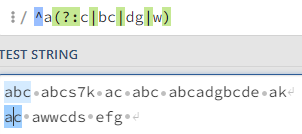 ⋮ / ^a(?:c|bc|dg|w)
TEST STRING
abc·abcs7k·ac·abc·abcadgbcde·ak↵
ac·awwcds·efg·↵